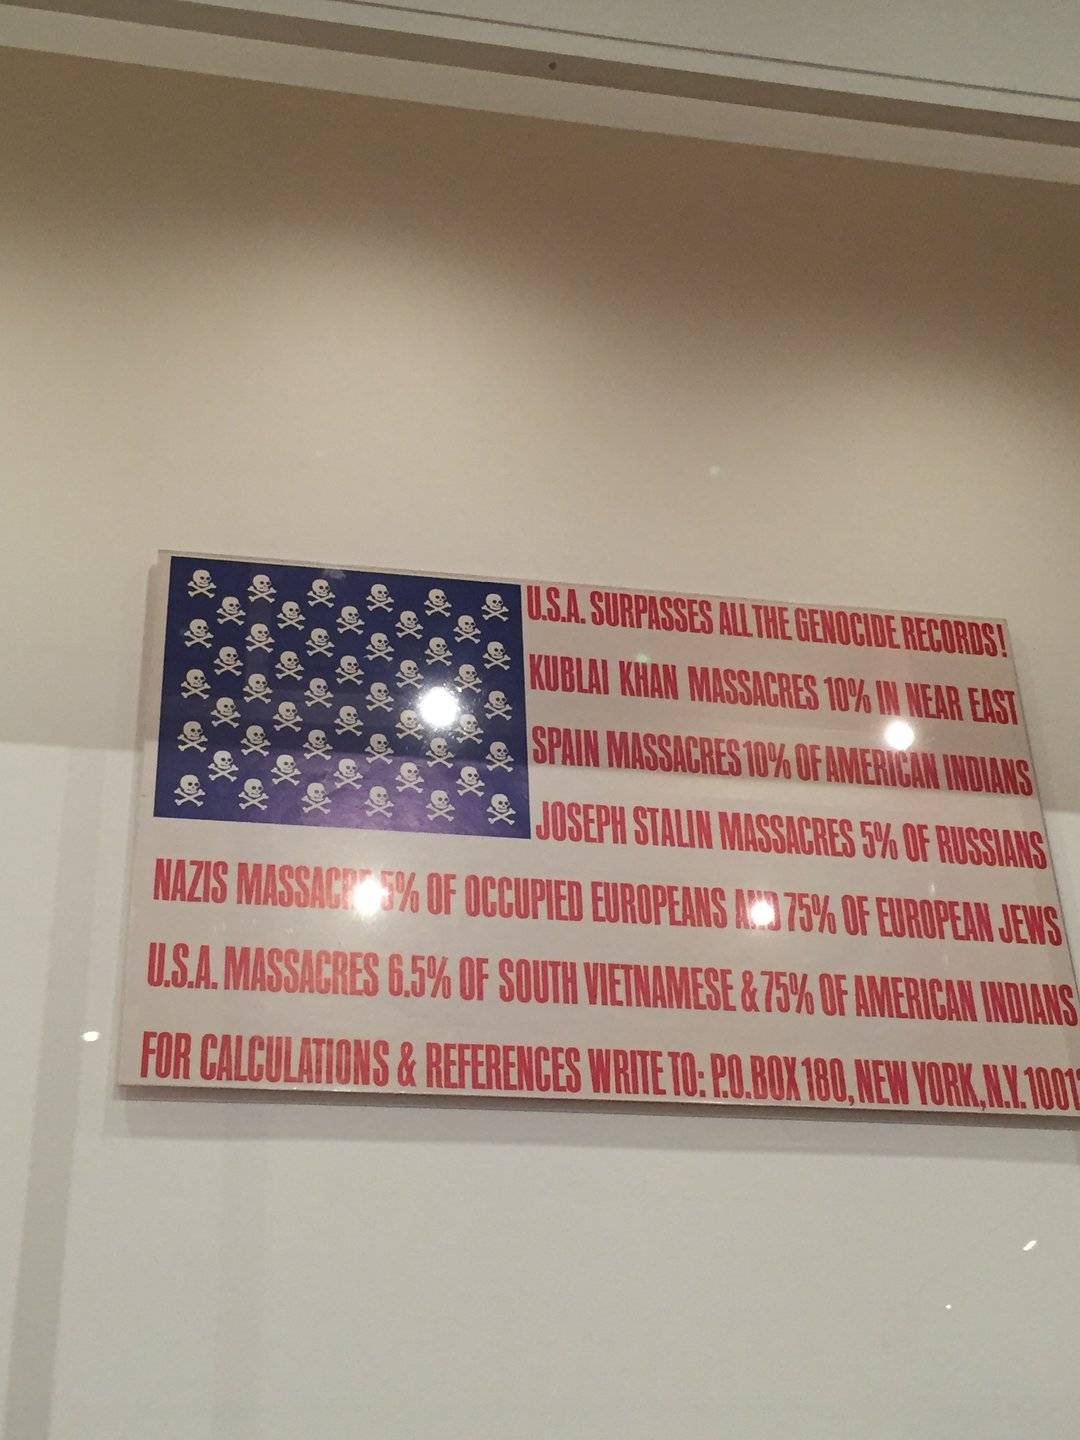 U.S.A. SURPASSES ALL THE GENOCIDE RECORDS!
KUBLAI KHAN MASSACRES 10% IN NEAR EAST
SPAIN MASSACRES 10% OF AMERICAN INDIANS
JOSEPH STALIN MASSACRES 5% OF RUSSIANS
NAZIS MASSACRE 5% OF OCCUPIED EUROPEANS AND 75% OF EUROPEAN JEWS
U.S.A. MASSACRES 6.5% OF SOUTH VIETNAMESE & 75% OF AMERICAN INDIANS
FOR CALCULATIONS & REFERENCES WRITE TO: P.O. BOX 180, NEW YORK, N.Y.